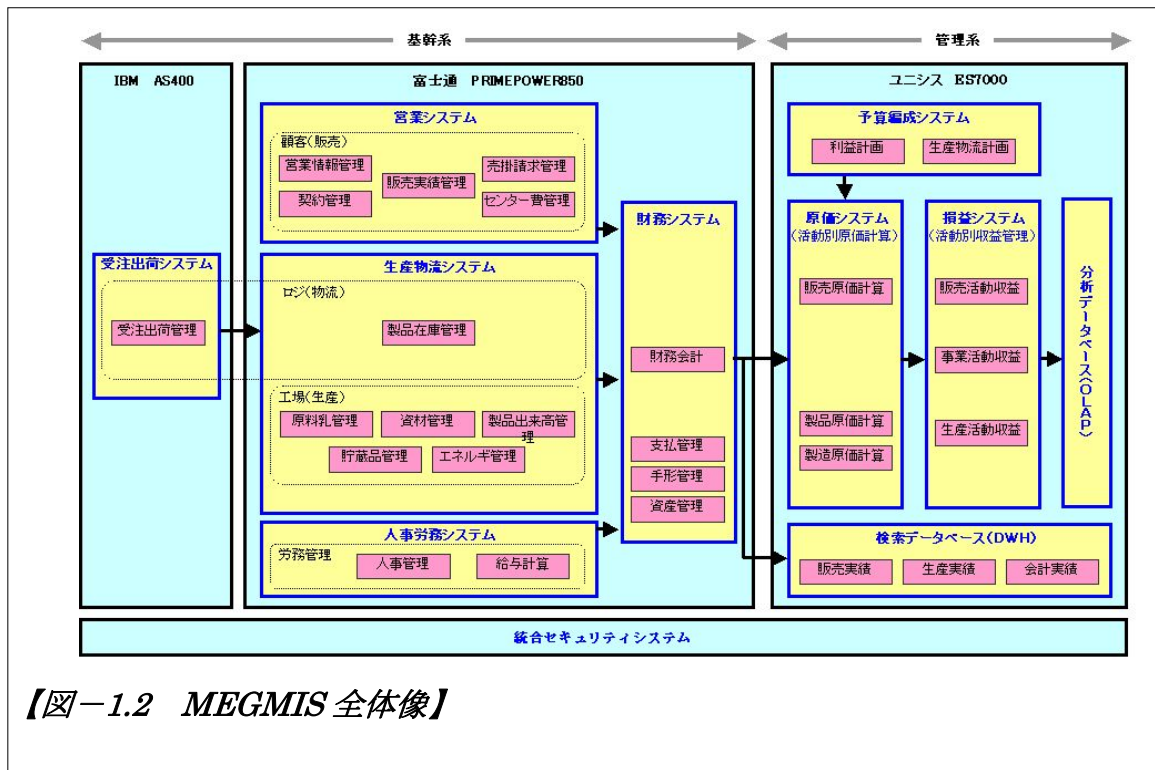 基幹系
管理系
IBM AS400
富士通 PRIMEPOWER850
ユニシス ES7000
営業システム
顧客(販売)
営業情報管理
販売実績管理
売掛請求管理
契約管理
センター費管理
受注出荷システム
受注出荷管理
生産物流システム
ロジ(物流)
製品在庫管理
工場(生産)
原料乳管理
資材管理
製品出来高管
理
貯蔵品管理
エネルギ管理
人事労務システム
労務管理
人事管理
給与計算
財務システム
財務会計
支払管理
手形管理
資産管理
予算編成システム
利益計画
生産物流計画
原価システム
(活動別原価計算)
販売原価計算
製品原価計算
製造原価計算
損益システム
(活動別収益管理)
販売活動収益
事業活動収益
生産活動収益
分析データベース(OLAP)
検索データベース(DWH)
販売実績
生産実績
会計実績
統合セキュリティシステム
【図－1.2 MEGMIS 全体像】